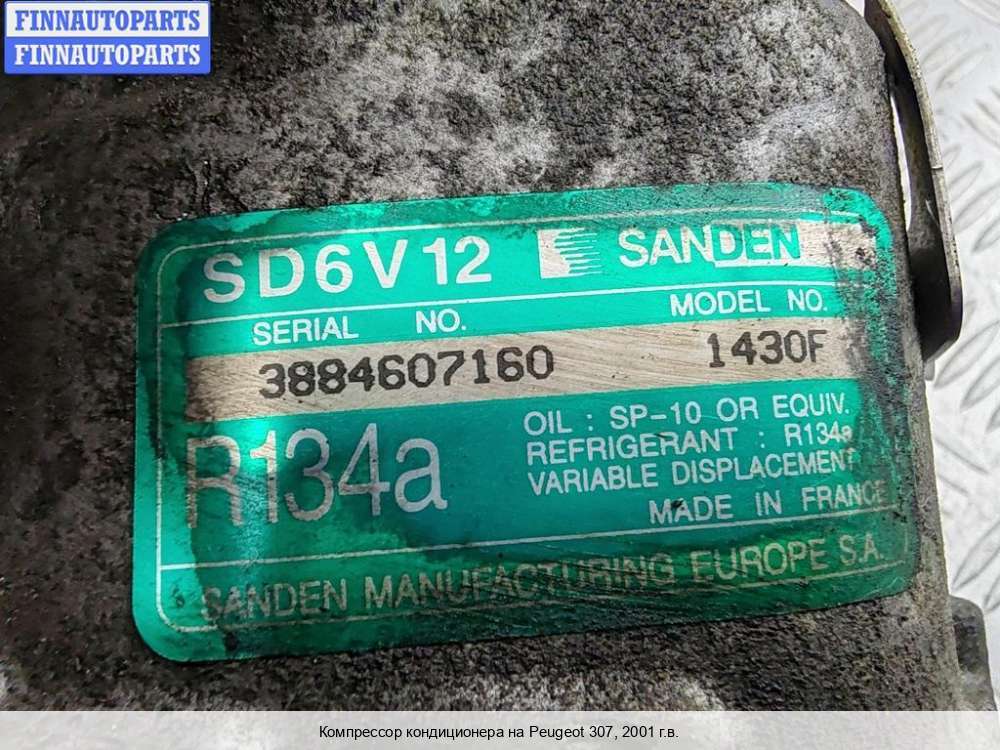 FINNAUTOPARTS
FINNAUTOPARTS
SD6V12 SANDEN
SERIAL NO. MODEL NO.
3884607160 1430F
R134a
OIL : SP-10 OR EQUIV.
REFRIGERANT : R134a
VARIABLE DISPLACEMENT
MADE IN FRANCE
SANDEN MANUFACTURING EUROPE S.A.
Компрессор кондиционера на Peugeot 307, 2001 г.в.